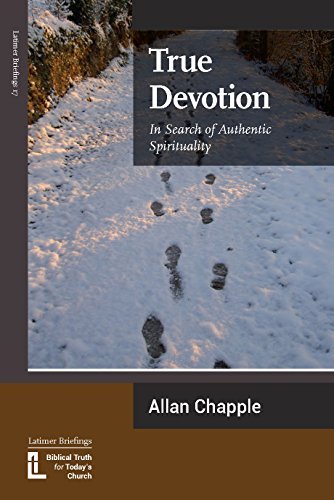 Latimer Briefings 17
True
Devotion
In Search of Authentic
Spirituality
Allan Chapple
Latimer Briefings
Biblical Truth
for Today's
Church